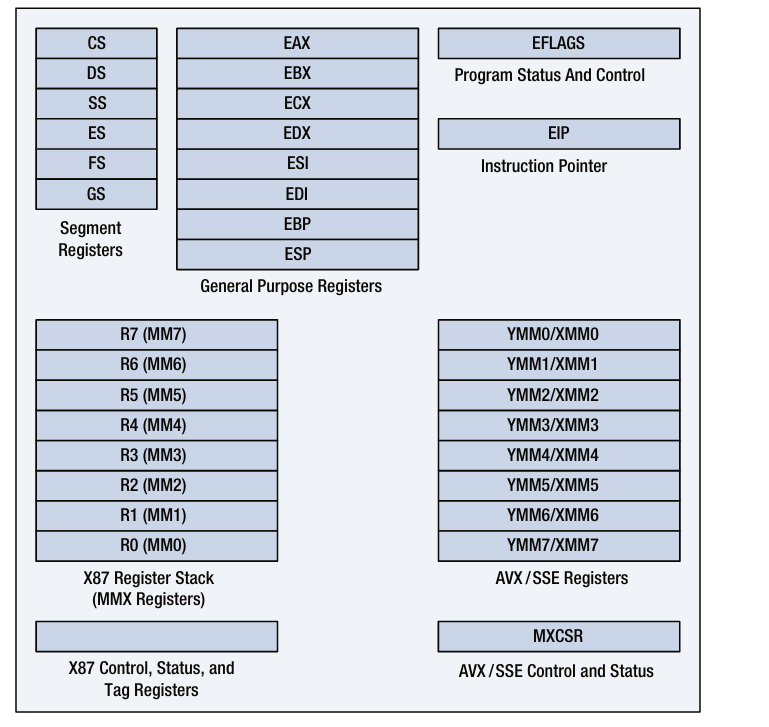 CS
DS
SS
ES
FS
GS
Segment
Registers
EAX
EBX
ECX
EDX
ESI
EDI
EBP
ESP
General Purpose Registers
EFLAGS
Program Status And Control
EIP
Instruction Pointer
R7 (MM7)
R6 (MM6)
R5 (MM5)
R4 (MM4)
R3 (MM3)
R2 (MM2)
R1 (MM1)
R0 (MM0)
X87 Register Stack
(MMX Registers)
YMM0/XMM0
YMM1/XMM1
YMM2/XMM2
YMM3/XMM3
YMM4/XMM4
YMM5/XMM5
YMM6/XMM6
YMM7/XMM7
AVX/SSE Registers
X87 Control, Status, and
Tag Registers
MXCSR
AVX/SSE Control and Status